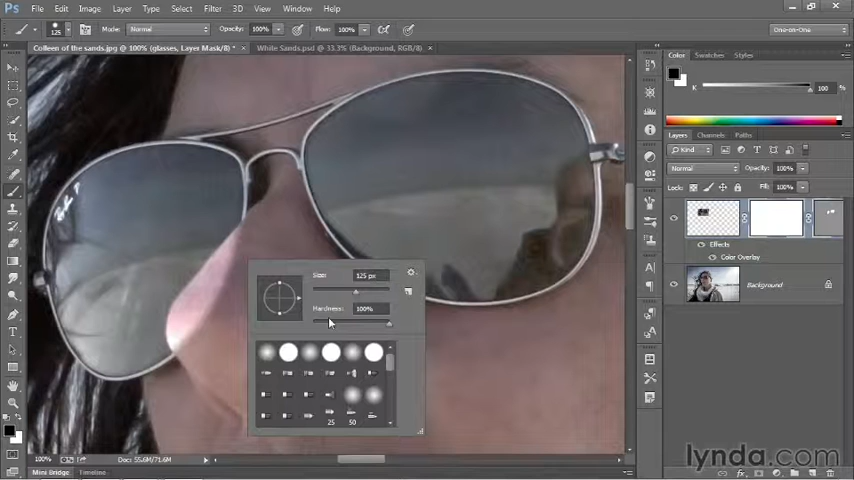 Ps File Edit Image Layer Type Select Filter 3D View Window Help
125 Mode: Normal Opacity: 100% Flow: 100% One-on-One
Colleen of the sands.jpg @ 100% (glasses, Layer Mask/8) * × White Sands.psd @ 33.3% (Background, RGB/8) ×
Color Swatches Styles
K 100 %
Layers Channels Paths
Kind
Normal Opacity: 100%
Lock: Fill: 100%
Effects
Color Overlay
Background
Size: 125 px
Hardness: 100%
25 50
100% Doc: 55.6M/71.6M
Mini Bridge Timeline
lynda.com